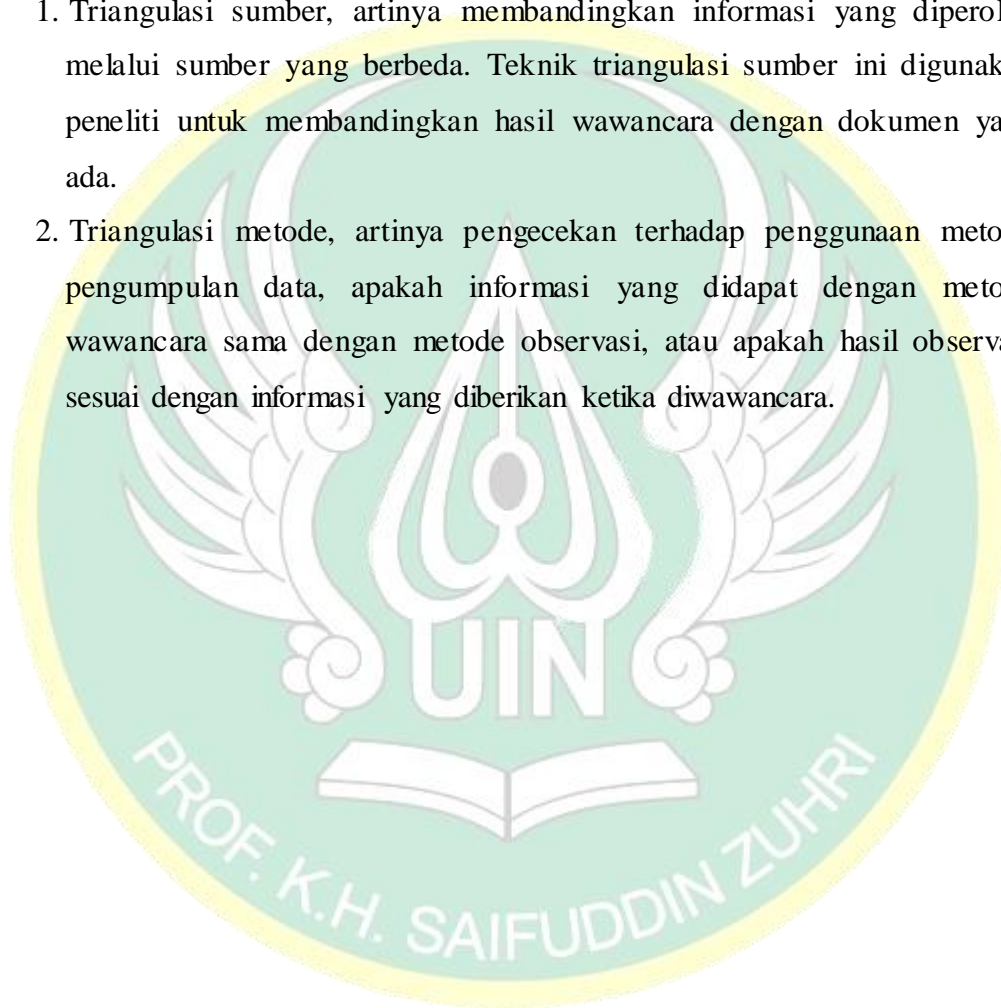 1. Triangulasi sumber, artinya membandingkan informasi yang diperol
melalui sumber yang berbeda. Teknik triangulasi sumber ini digunak
peneliti untuk membandingkan hasil wawancara dengan dokumen ya
ada.
2. Triangulasi metode, artinya pengecekan terhadap penggunaan meto
pengumpulan data, apakah informasi yang didapat dengan meto
wawancara sama dengan metode observasi, atau apakah hasil observa
sesuai dengan informasi yang diberikan ketika diwawancara.
UIN
PROF. K.H. SAIFUDDIN ZUHRI